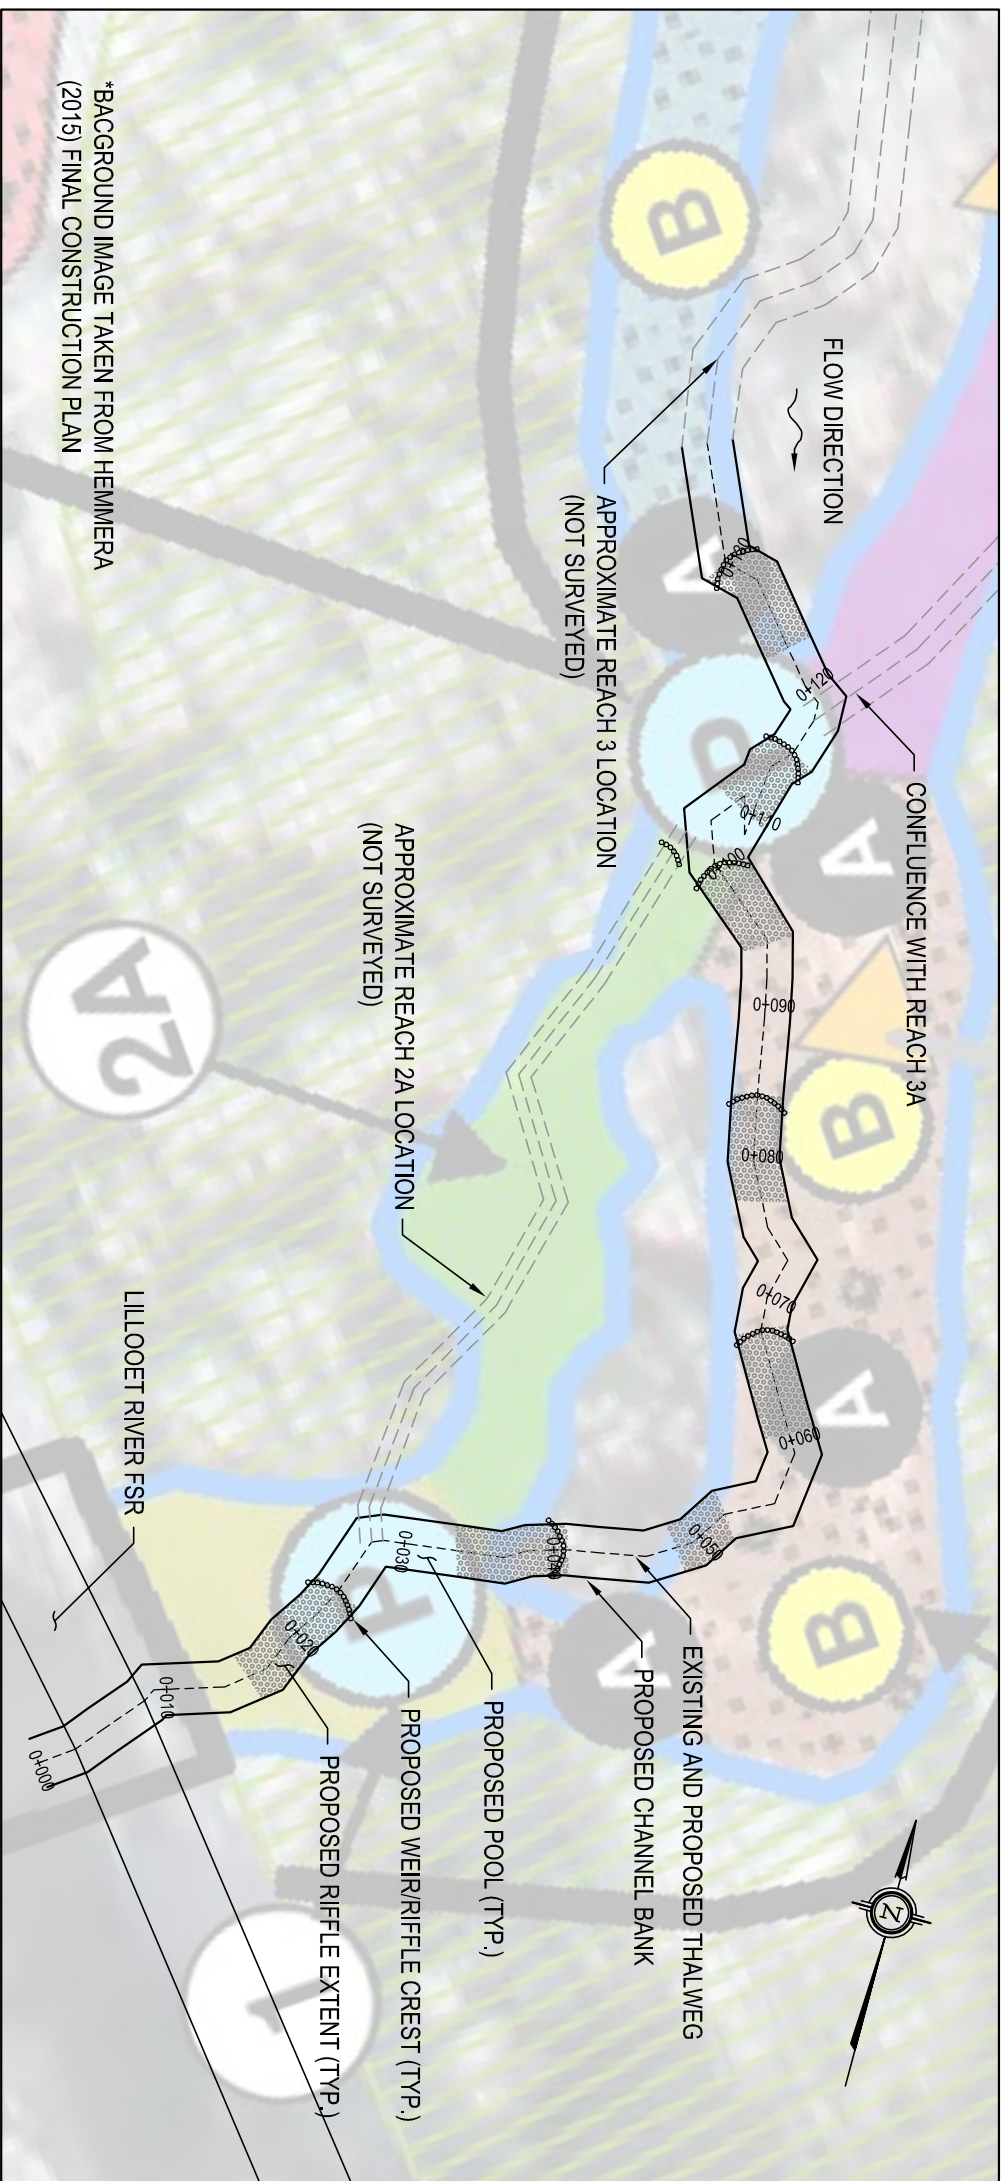 *BACGROUND IMAGE TAKEN FROM HEMMERA
(2015) FINAL CONSTRUCTION PLAN
FLOW DIRECTION
APPROXIMATE REACH 3 LOCATION
(NOT SURVEYED)
CONFLUENCE WITH REACH 3A
APPROXIMATE REACH 2A LOCATION
(NOT SURVEYED)
LILLOOET RIVER FSR
EXISTING AND PROPOSED THALWEG
PROPOSED CHANNEL BANK
PROPOSED POOL (TYP.)
PROPOSED WEIR/RIFFLE CREST (TYP.)
PROPOSED RIFFLE EXTENT (TYP.)
0+120
0+110
0+100
0+090
0+080
0+070
0+060
0+050
0+040
0+030
0+020
0+010
0+000
B
A
P
A
B
A
B
A
P
2A
1
N